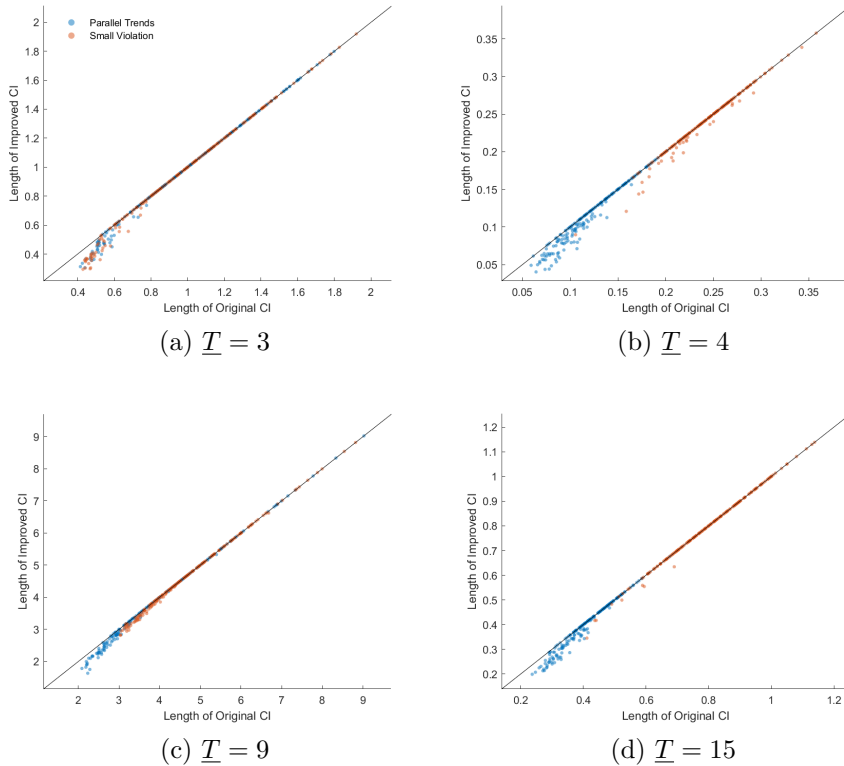 Parallel Trends
Small Violation
Length of Improved CI
2
1.8
1.6
1.4
1.2
1
0.8
0.6
0.4
0.4 0.6 0.8 1 1.2 1.4 1.6 1.8 2
Length of Original CI
(a) T = 3
Length of Improved CI
0.35
0.3
0.25
0.2
0.15
0.1
0.05
0.05 0.1 0.15 0.2 0.25 0.3 0.35
Length of Original CI
(b) T = 4
Length of Improved CI
9
8
7
6
5
4
3
2
2 3 4 5 6 7 8 9
Length of Original CI
(c) T = 9
Length of Improved CI
1.2
1.1
1
0.9
0.8
0.7
0.6
0.5
0.4
0.3
0.2
0.2 0.4 0.6 0.8 1 1.2
Length of Original CI
(d) T = 15